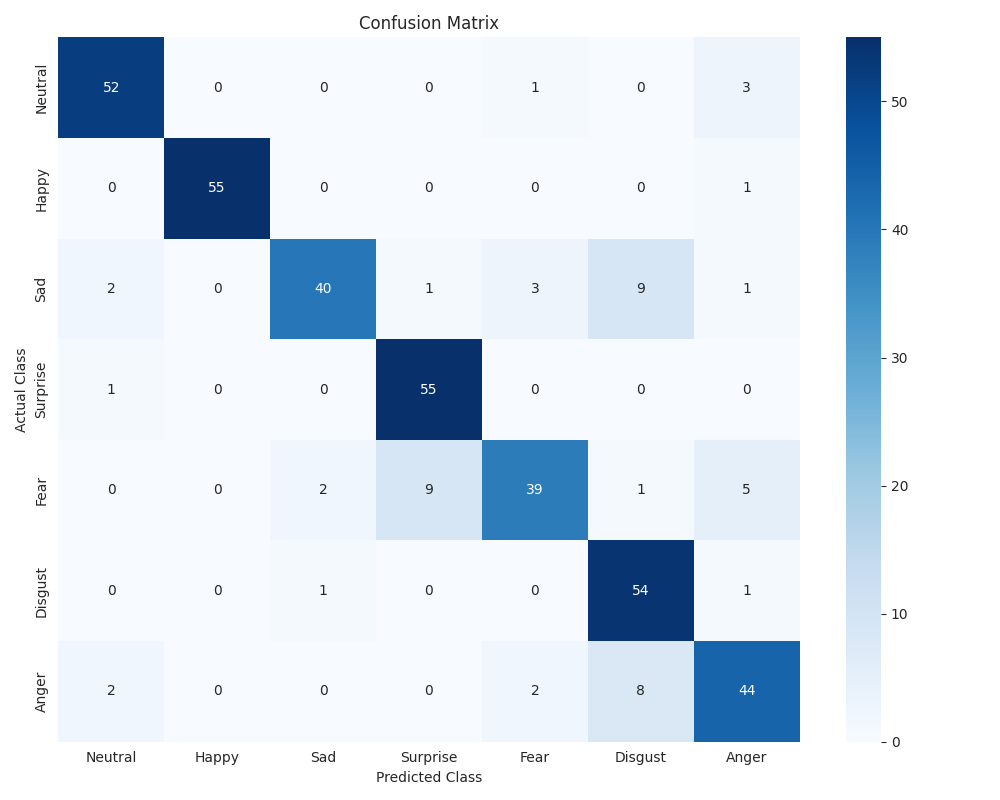 Confusion Matrix
Neutral 52 0 0 0 1 0 3
Happy 0 55 0 0 0 0 1
Sad 2 0 40 1 3 9 1
Surprise 1 0 0 55 0 0 0
Fear 0 0 2 9 39 1 5
Disgust 0 0 1 0 0 54 1
Anger 2 0 0 0 2 8 44
Neutral Happy Sad Surprise Fear Disgust Anger
Predicted Class
Actual Class
50
40
30
20
10
0